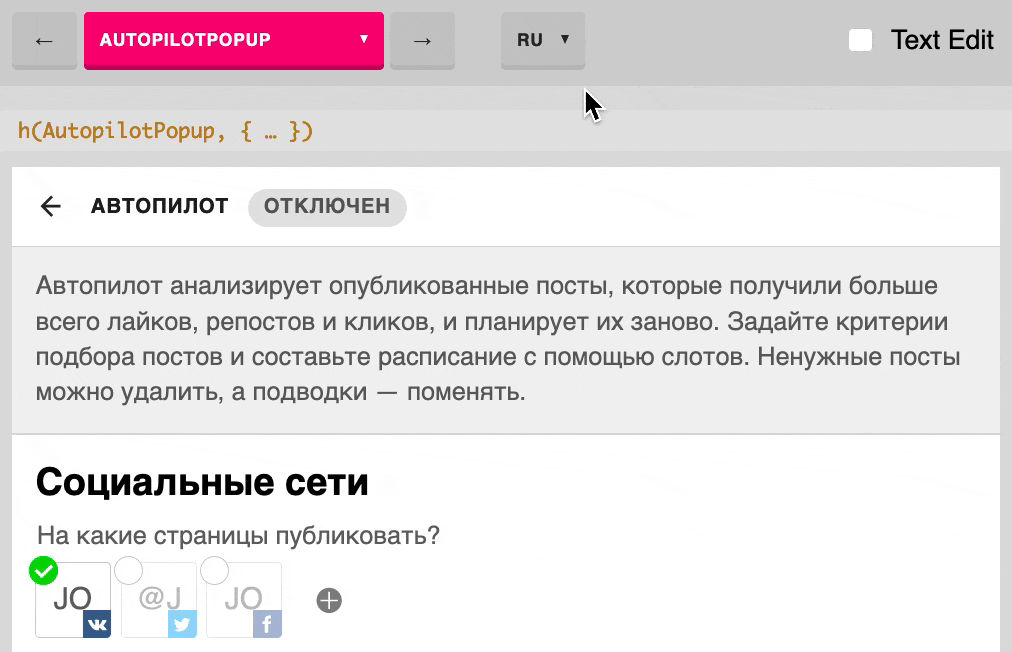 ← AUTOPILOTPOPUP ▼ → RU ▼ Text Edit
h(AutopilotPopup, { … })
← АВТОПИЛОТ ОТКЛЮЧЕН
Автопилот анализирует опубликованные посты, которые получили больше
всего лайков, репостов и кликов, и планирует их заново. Задайте критерии
подбора постов и составьте расписание с помощью слотов. Ненужные посты
можно удалить, а подводки — поменять.
Социальные сети
На какие страницы публиковать?
JO @J JO